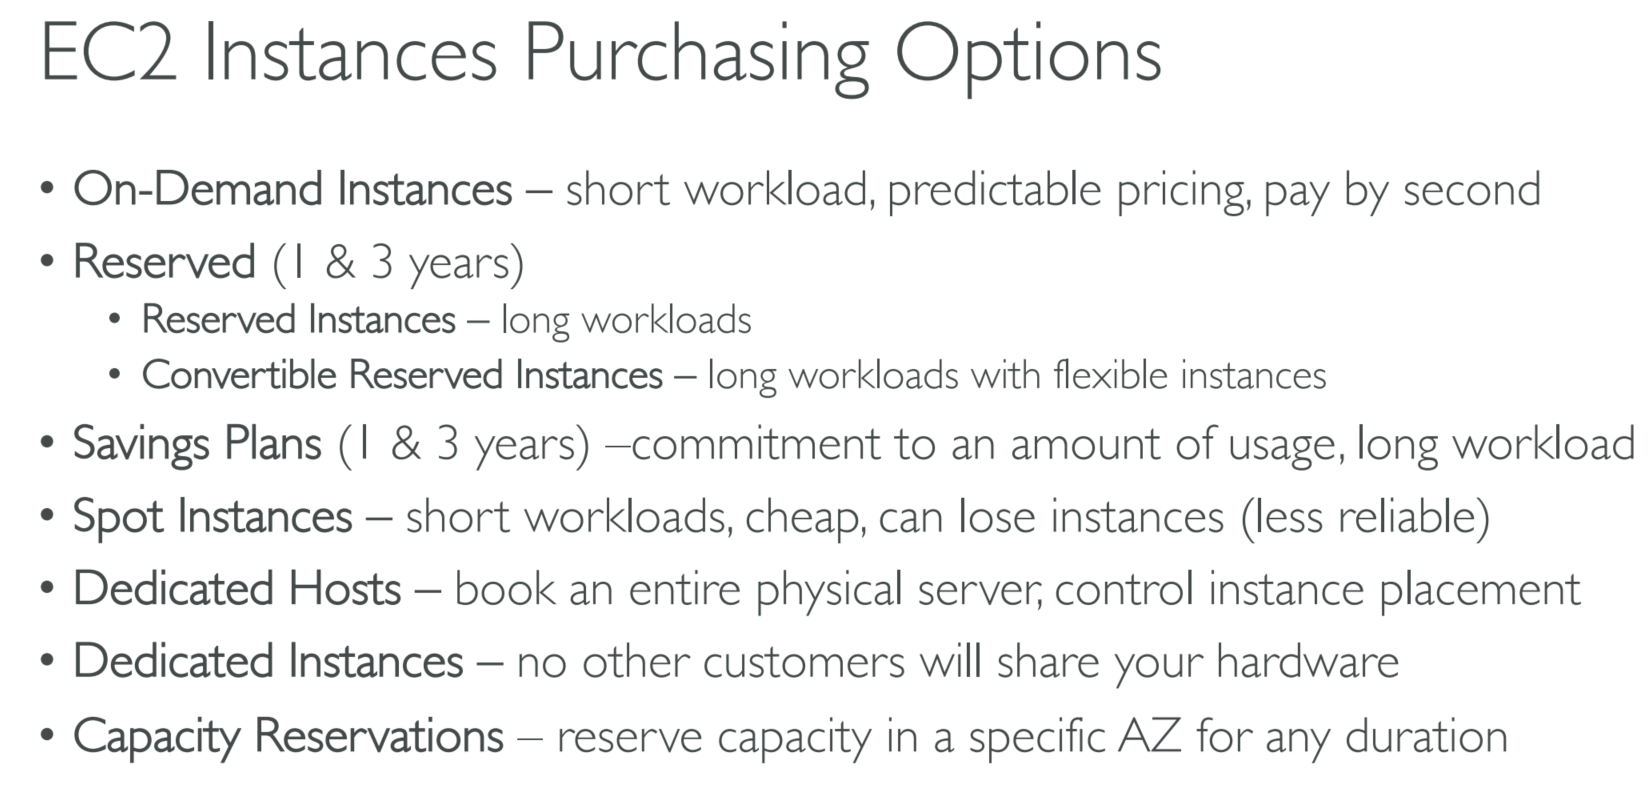 EC2 Instances Purchasing Options
• On-Demand Instances – short workload, predictable pricing, pay by second
• Reserved (1 & 3 years)
• Reserved Instances – long workloads
• Convertible Reserved Instances – long workloads with flexible instances
• Savings Plans (1 & 3 years) –commitment to an amount of usage, long workload
• Spot Instances – short workloads, cheap, can lose instances (less reliable)
• Dedicated Hosts – book an entire physical server, control instance placement
• Dedicated Instances – no other customers will share your hardware
• Capacity Reservations – reserve capacity in a specific AZ for any duration